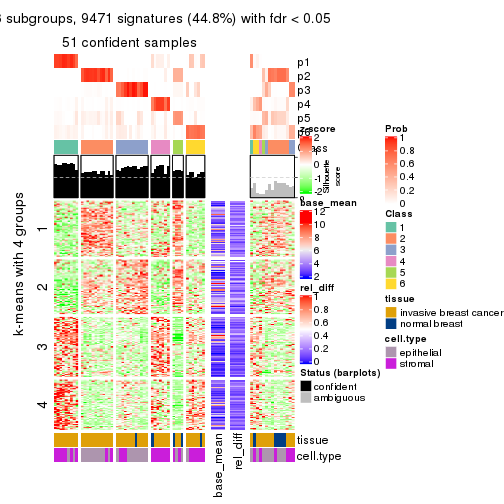 6 subgroups, 9471 signatures (44.8%) with fdr < 0.05
51 confident samples
p1
p2
p3
p4
p5
p6
Class
Silhouette
score
k-means with 4 groups
1
2
3
4
tissue
cell.type
base_mean
rel_diff
z-score
2
1
0
-1
-2
base_mean
12
10
8
6
4
2
rel_diff
1
0.8
0.6
0.4
0.2
0
Status (barplots)
confident
ambiguous
Prob
1
0.8
0.6
0.4
0.2
0
Class
1
2
3
4
5
6
tissue
invasive breast cancer
normal breast
cell.type
epithelial
stromal